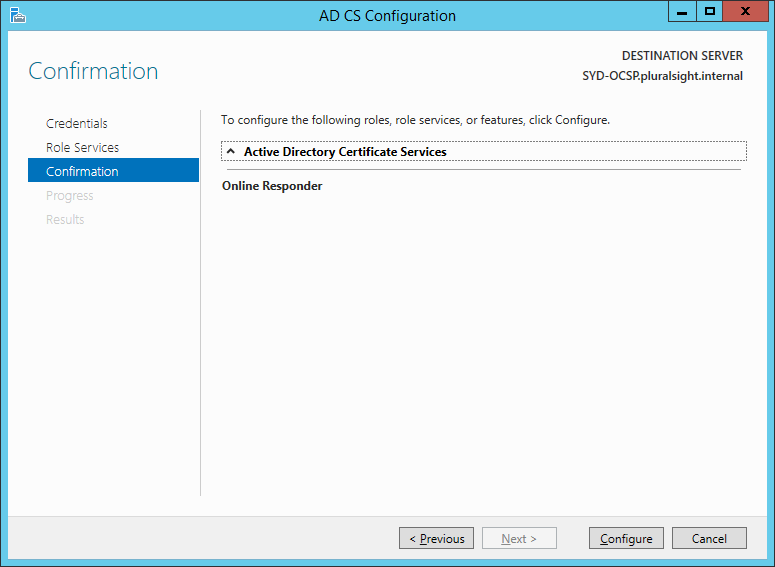 AD CS Configuration
Confirmation
DESTINATION SERVER
SYD-OCSP.pluralsight.internal
Credentials
Role Services
Confirmation
Progress
Results
To configure the following roles, role services, or features, click Configure.
Active Directory Certificate Services
Online Responder
< Previous
Next >
Configure
Cancel